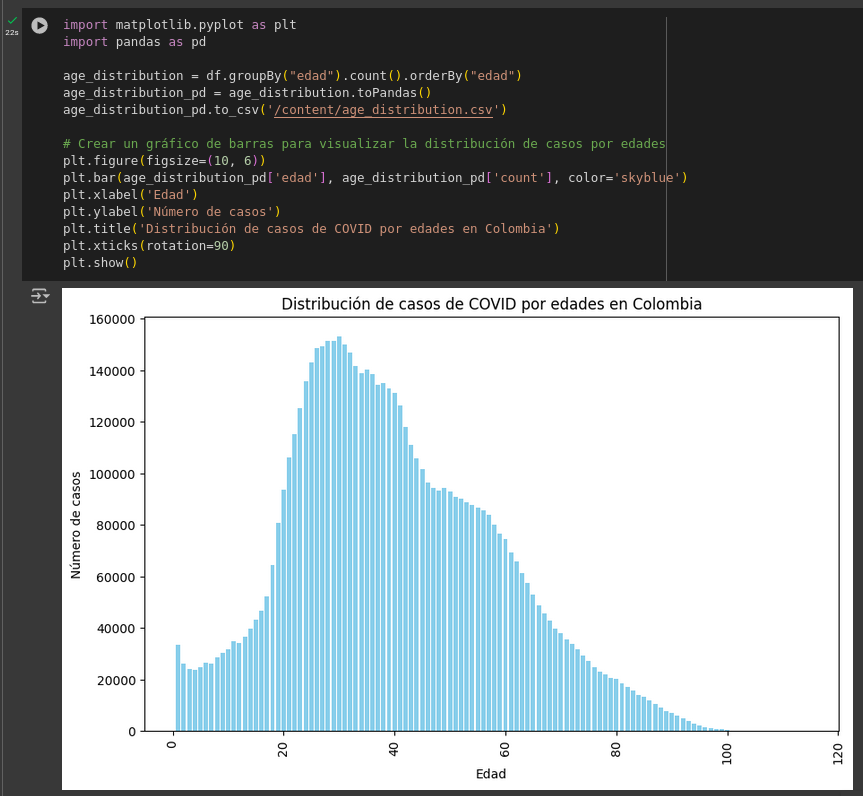 22s
import matplotlib.pyplot as plt
import pandas as pd
age_distribution = df.groupBy("edad").count().orderBy("edad")
age_distribution_pd = age_distribution.toPandas()
age_distribution_pd.to_csv('/content/age_distribution.csv')
# Crear un gráfico de barras para visualizar la distribución de casos por edades
plt.figure(figsize=(10, 6))
plt.bar(age_distribution_pd['edad'], age_distribution_pd['count'], color='skyblue')
plt.xlabel('Edad')
plt.ylabel('Número de casos')
plt.title('Distribución de casos de COVID por edades en Colombia')
plt.xticks(rotation=90)
plt.show()
Distribución de casos de COVID por edades en Colombia
160000
140000
120000
100000
80000
60000
40000
20000
0
Número de casos
0 20 40 60 80 100 120
Edad